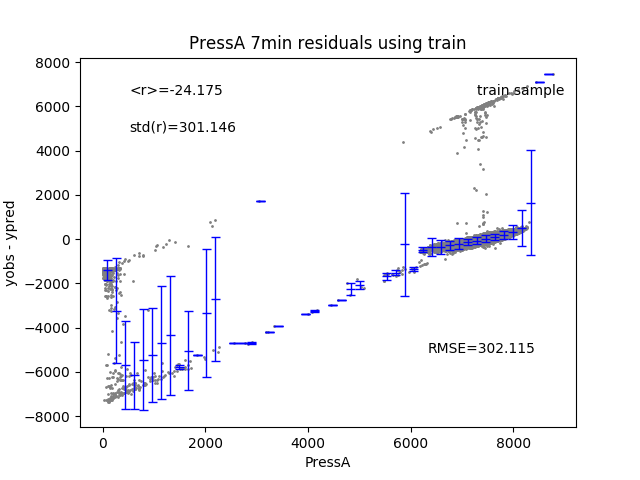 PressA 7min residuals using train
8000
6000
4000
2000
0
−2000
−4000
−6000
−8000
yobs - ypred
<r>=-24.175
std(r)=301.146
train sample
RMSE=302.115
0 2000 4000 6000 8000
PressA